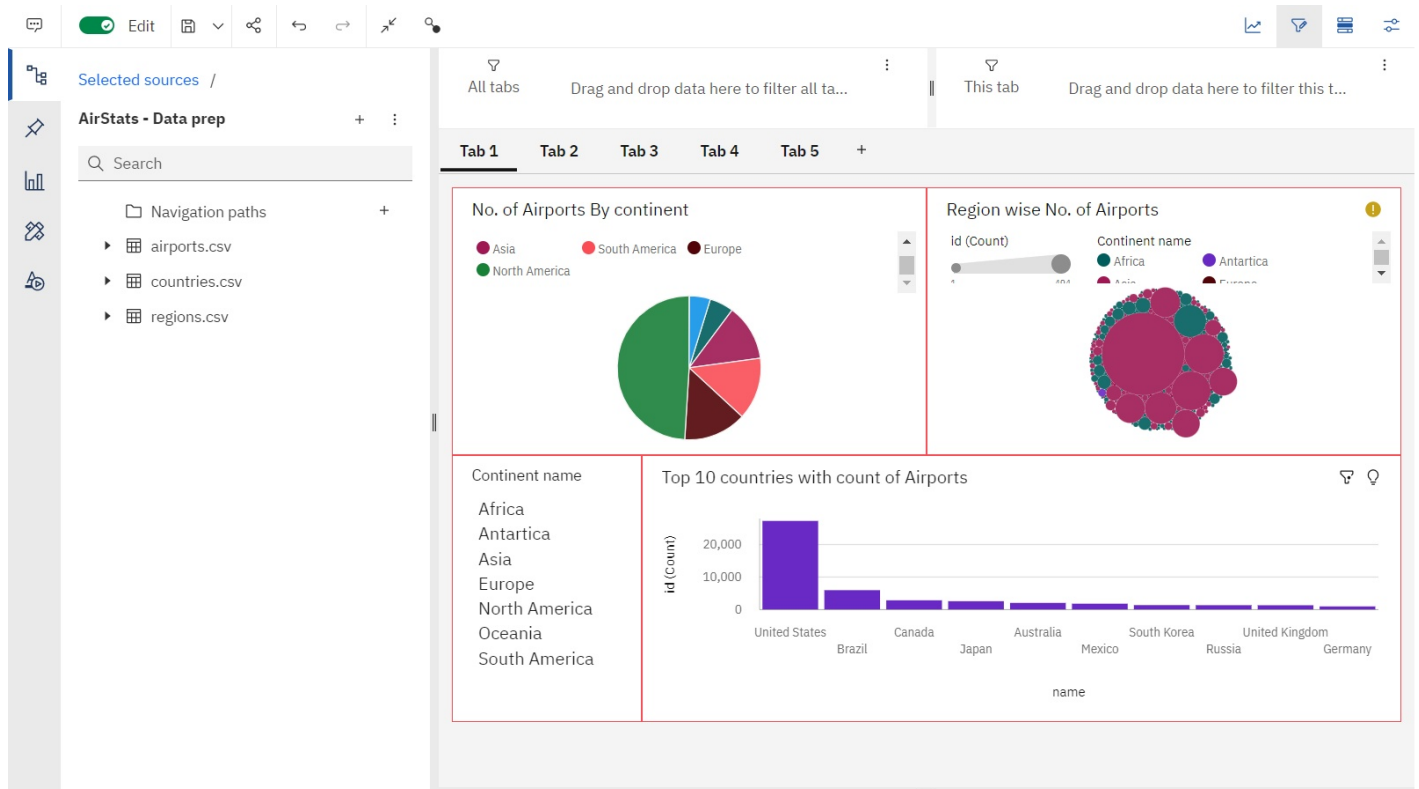 Edit
Selected sources /
AirStats - Data prep
Search
Navigation paths
airports.csv
countries.csv
regions.csv
All tabs
Drag and drop data here to filter all ta...
This tab
Drag and drop data here to filter this t...
Tab 1 Tab 2 Tab 3 Tab 4 Tab 5 +
No. of Airports By continent
Asia South America Europe
North America
Region wise No. of Airports
id (Count)
Continent name
Africa Antartica
Asia Europe
Continent name
Africa
Antartica
Asia
Europe
North America
Oceania
South America
Top 10 countries with count of Airports
id (Count)
20,000
10,000
0
United States Canada Australia South Korea United Kingdom
Brazil Japan Mexico Russia Germany
name